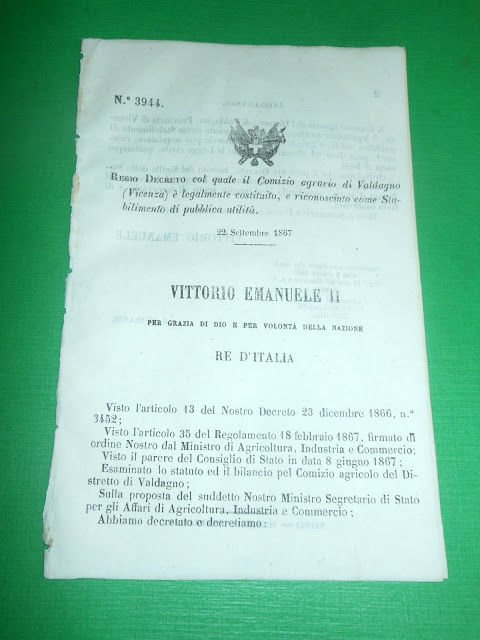 N.° 3944.
REGIO DECRETO col quale il Comizio agrario di Valdagno
(Vicenza) è legalmente costituito, e riconosciuto come Sta-
bilimento di pubblica utilità.
22 Settembre 1867
VITTORIO EMANUELE II
PER GRAZIA DI DIO E PER VOLONTÀ DELLA NAZIONE
RE D'ITALIA
Visto l'articolo 13 del Nostro Decreto 23 dicembre 1866, n.°
3452;
Visto l'articolo 35 del Regolamento 18 febbraio 1867, firmato di
ordine Nostro dal Ministro di Agricoltura, Industria e Commercio;
Visto il parere del Consiglio di Stato in data 8 giugno 1867;
Esaminato lo statuto ed il bilancio pel Comizio agricolo del Di-
stretto di Valdagno;
Sulla proposta del suddetto Nostro Ministro Segretario di Stato
per gli Affari di Agricoltura, Industria e Commercio;
Abbiamo decretato e decretiamo: